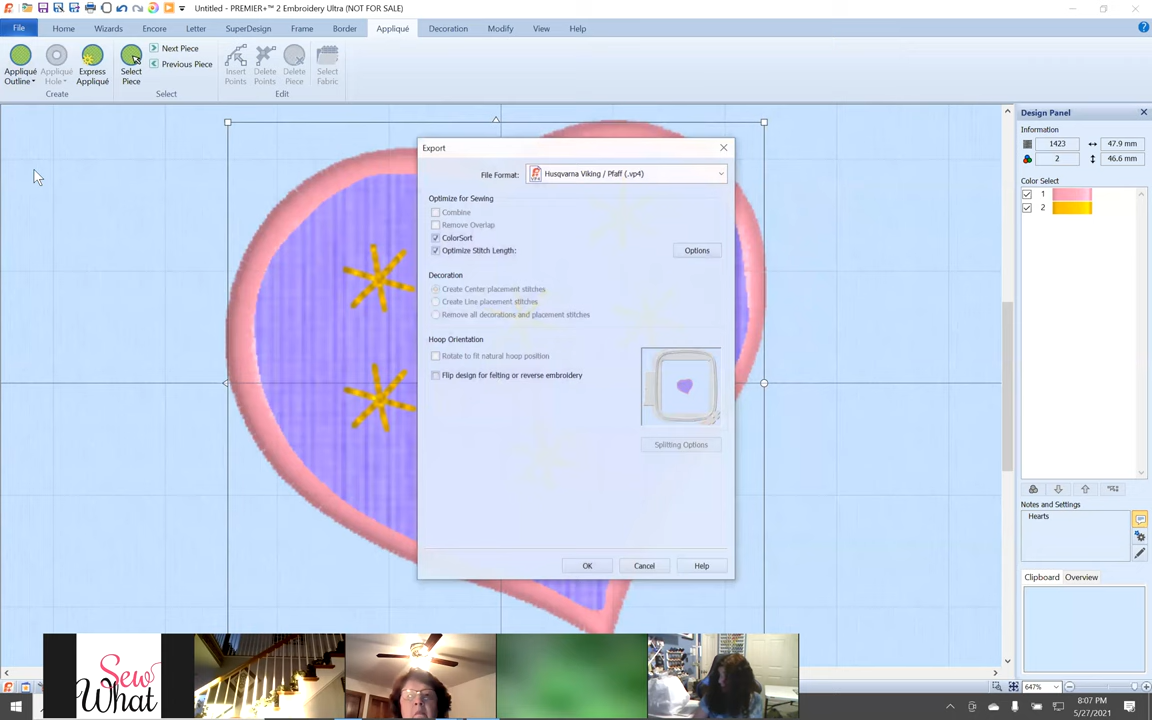 Untitled - PREMIER+™ 2 Embroidery Ultra (NOT FOR SALE)
File Home Wizards Encore Letter SuperDesign Frame Border Appliqué Decoration Modify View Help
Appliqué Outline
Appliqué Hole
Express Appliqué
Create
Select Piece
Next Piece
Previous Piece
Select
Insert Points
Delete Points
Delete Piece
Edit
Select Fabric
Export
File Format: Husqvarna Viking / Pfaff (.vp4)
Optimize for Sewing
Combine
Remove Overlap
ColorSort
Optimize Stitch Length:
Options
Decoration
Create Center placement stitches
Create Line placement stitches
Remove all decorations and placement stitches
Hoop Orientation
Rotate to fit natural hoop position
Flip design for felting or reverse embroidery
Splitting Options
OK Cancel Help
Design Panel
Information
1423 47.9 mm
2 46.6 mm
Color Select
1
2
Notes and Settings
Hearts
Clipboard Overview
647%
Sew
What
8:07 PM
5/27/2021